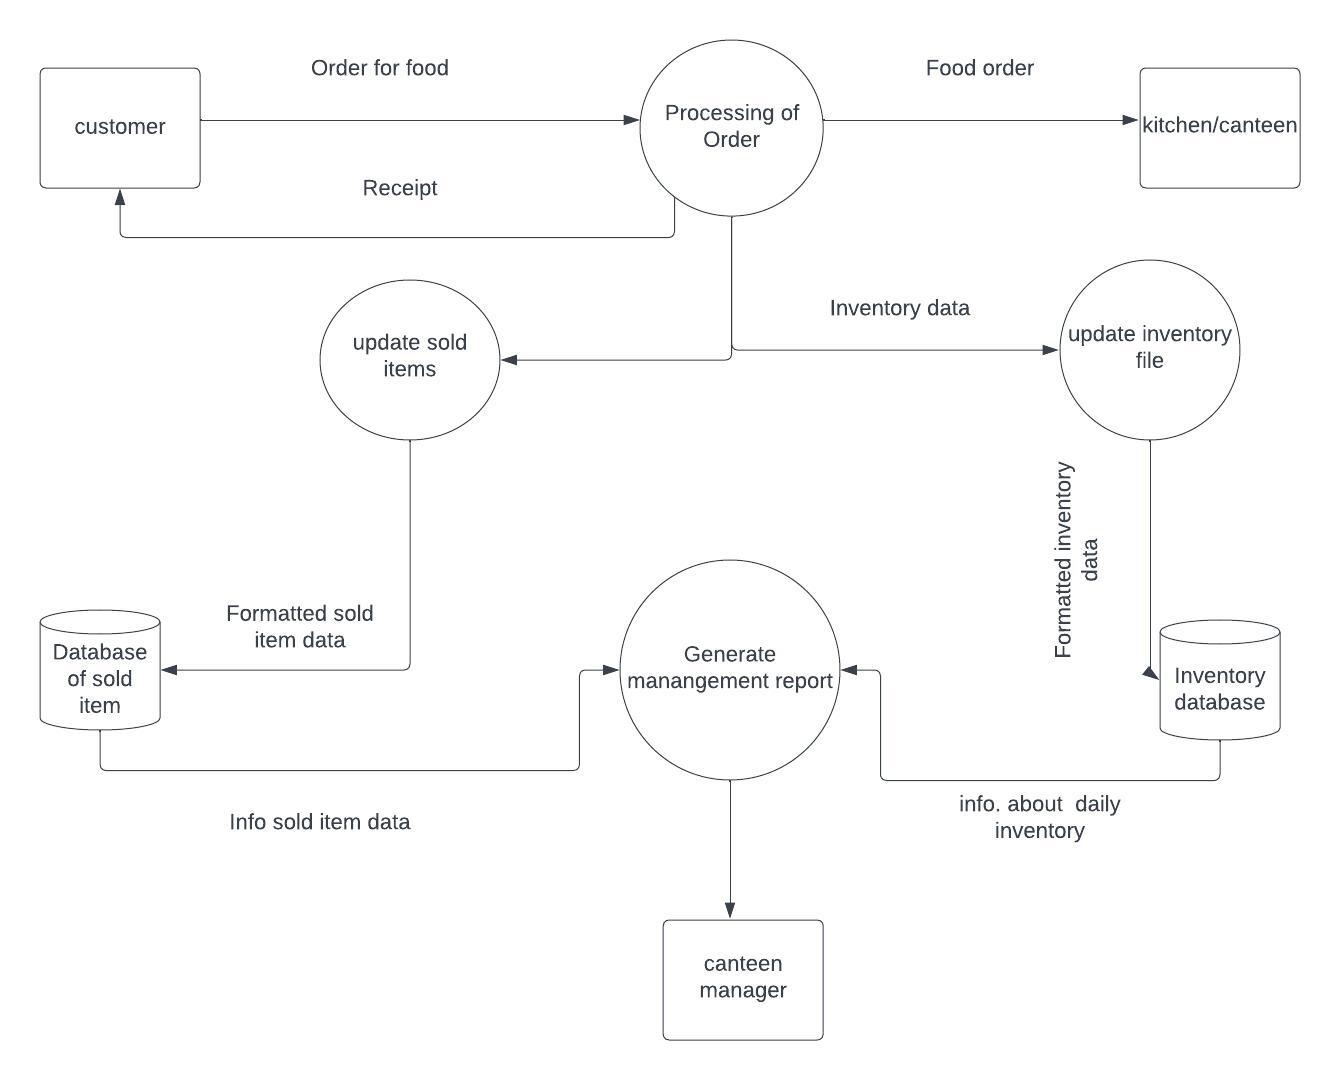 Order for food
Food order
customer
Processing of
Order
kitchen/canteen
Receipt
Inventory data
update sold
items
update inventory
file
Formatted inventory
data
Formatted sold
item data
Database
of sold
item
Generate
manangement report
Inventory
database
Info sold item data
info. about  daily
inventory
canteen
manager